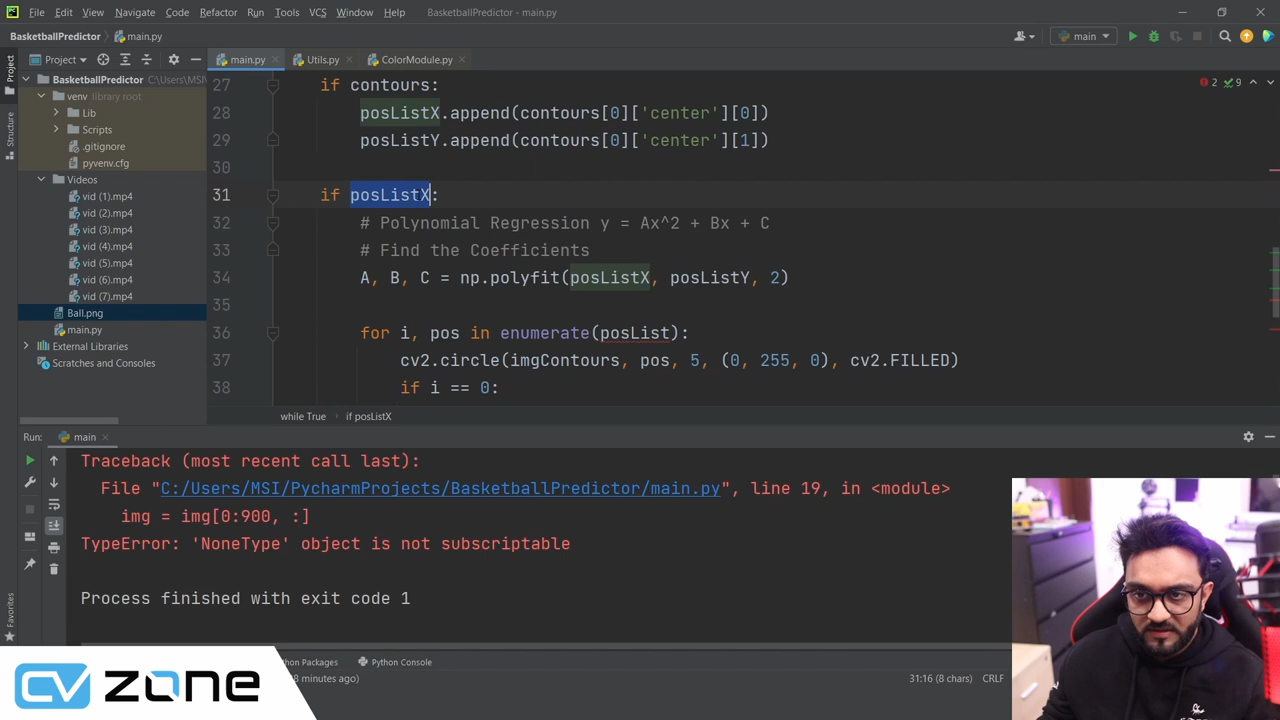 File Edit View Navigate Code Refactor Run Tools VCS Window Help BasketballPredictor - main.py
BasketballPredictor main.py main
Project main.py Utils.py ColorModule.py
Project
Structure
Favorites
BasketballPredictor C:\Users\MSI
venv library root
Lib
Scripts
.gitignore
pyvenv.cfg
Videos
vid (1).mp4
vid (2).mp4
vid (3).mp4
vid (4).mp4
vid (5).mp4
vid (6).mp4
vid (7).mp4
Ball.png
main.py
External Libraries
Scratches and Consoles
2 9
27 if contours:
28 posListX.append(contours[0]['center'][0])
29 posListY.append(contours[0]['center'][1])
30
31 if posListX:
32 # Polynomial Regression y = Ax^2 + Bx + C
33 # Find the Coefficients
34 A, B, C = np.polyfit(posListX, posListY, 2)
35
36 for i, pos in enumerate(posList):
37 cv2.circle(imgContours, pos, 5, (0, 255, 0), cv2.FILLED)
38 if i == 0:
while True if posListX
Run: main
Traceback (most recent call last):
File "C:/Users/MSI/PycharmProjects/BasketballPredictor/main.py", line 19, in <module>
img = img[0:900, :]
TypeError: 'NoneType' object is not subscriptable
Process finished with exit code 1
Packages Python Console
8 minutes ago) 31:16 (8 chars) CRLF
CV ZONE